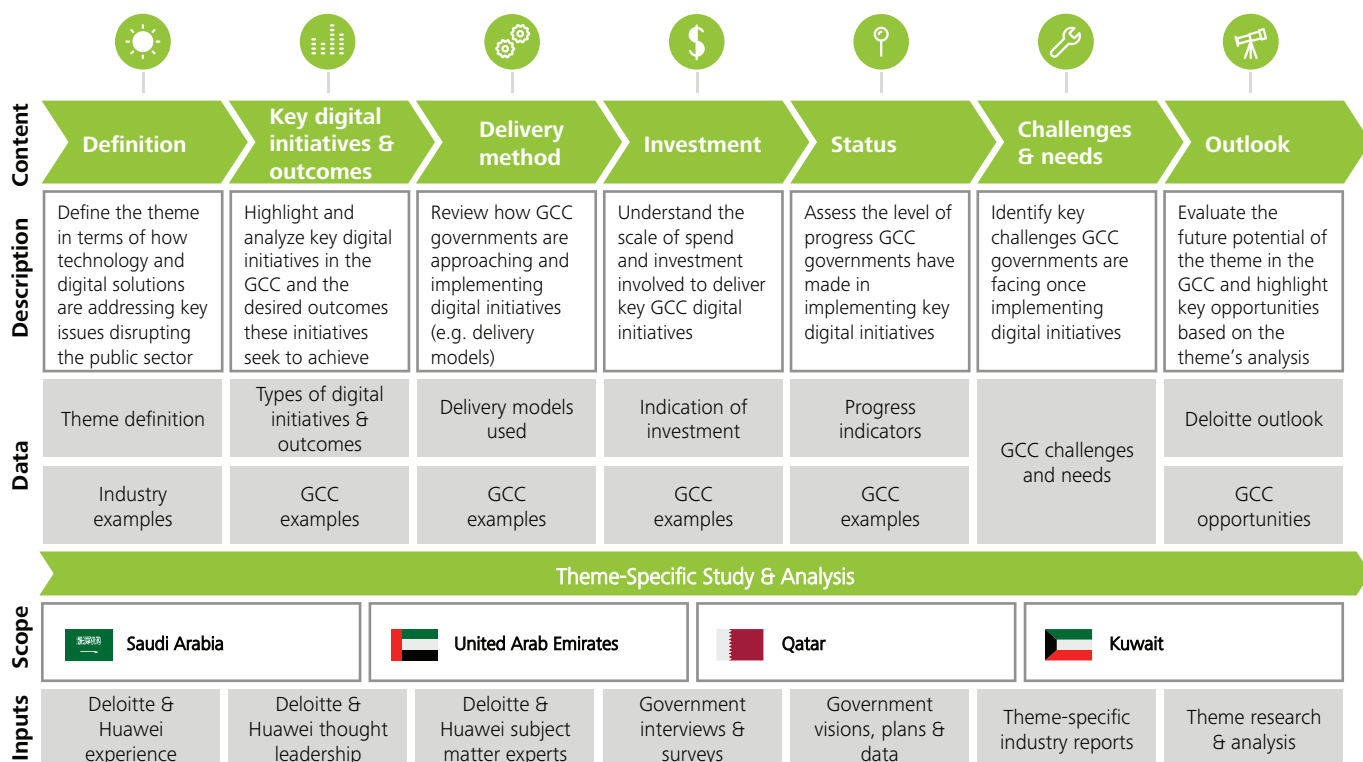 Content
Definition
Key digital
initiatives &
outcomes
Delivery
method
Investment
Status
Challenges
& needs
Outlook
Description
Define the theme
in terms of how
technology and
digital solutions
are addressing key
issues disrupting
the public sector
Highlight and
analyze key digital
initiatives in the
GCC and the
desired outcomes
these initiatives
seek to achieve
Review how GCC
governments are
approaching and
implementing
digital initiatives
(e.g. delivery
models)
Understand the
scale of spend
and investment
involved to deliver
key GCC digital
initiatives
Assess the level of
progress GCC
governments have
made in
implementing key
digital initiatives
Identify key
challenges GCC
governments are
facing once
implementing
digital initiatives
Evaluate the
future potential of
the theme in the
GCC and highlight
key opportunities
based on the
theme's analysis
Data
Theme definition
Types of digital
initiatives &
outcomes
Delivery models
used
Indication of
investment
Progress
indicators
GCC challenges
and needs
Deloitte outlook
Industry
examples
GCC
examples
GCC
examples
GCC
examples
GCC
examples
GCC
opportunities
Theme-Specific Study & Analysis
Scope
Saudi Arabia
United Arab Emirates
Qatar
Kuwait
Inputs
Deloitte &
Huawei
experience
Deloitte &
Huawei thought
leadership
Deloitte &
Huawei subject
matter experts
Government
interviews &
surveys
Government
visions, plans &
data
Theme-specific
industry reports
Theme research
& analysis